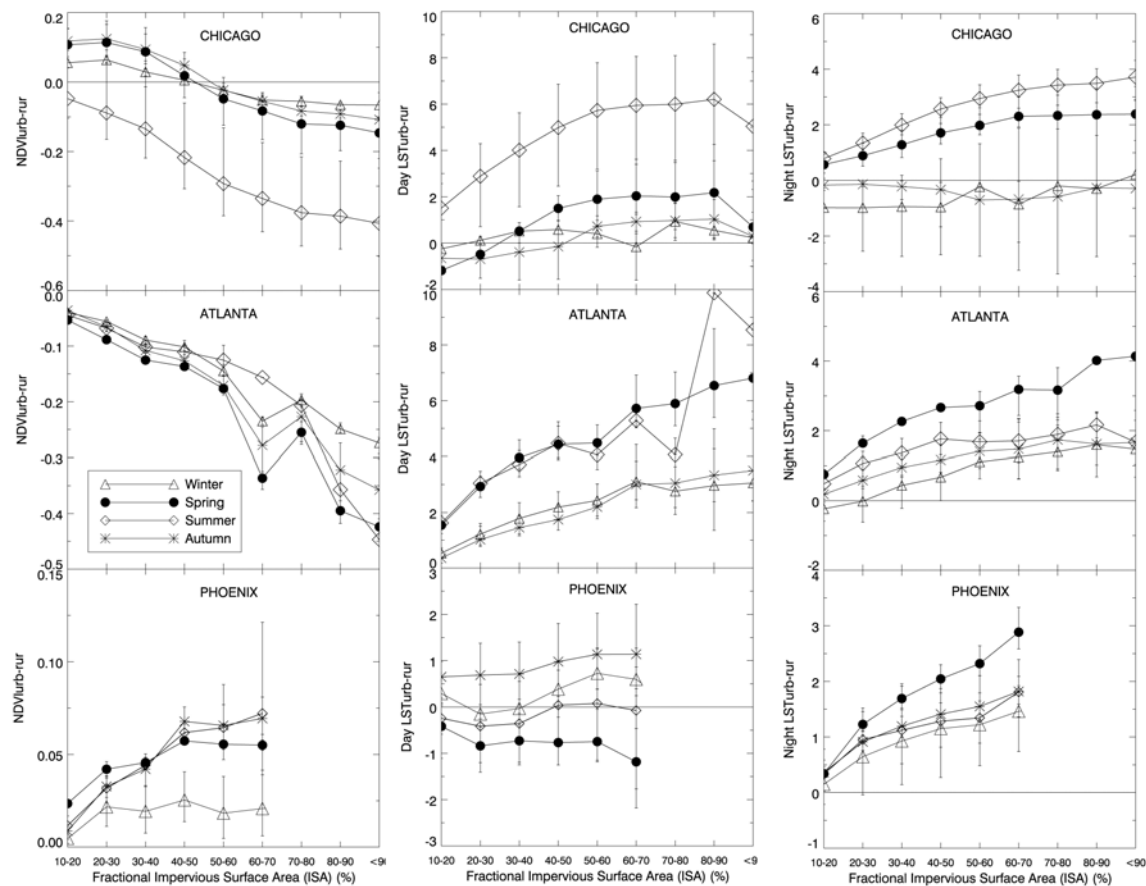 CHICAGO
NDVIurb-rur
0.2
0.0
-0.2
-0.4
-0.6
CHICAGO
Day LSTurb-rur
10
8
6
4
2
0
-2
CHICAGO
Night LSTurb-rur
6
4
2
0
-2
-4
ATLANTA
NDVIurb-rur
0.0
-0.1
-0.2
-0.3
-0.4
-0.5
Winter
Spring
Summer
Autumn
ATLANTA
Day LSTurb-rur
10
8
6
4
2
0
ATLANTA
Night LSTurb-rur
6
4
2
0
-2
PHOENIX
NDVIurb-rur
0.15
0.10
0.05
0.00
10-20 20-30 30-40 40-50 50-60 60-70 70-80 80-90 <90
Fractional Impervious Surface Area (ISA) (%)
PHOENIX
Day LSTurb-rur
3
2
1
0
-1
-2
-3
10-20 20-30 30-40 40-50 50-60 60-70 70-80 80-90 <90
Fractional Impervious Surface Area (ISA) (%)
PHOENIX
Night LSTurb-rur
4
3
2
1
0
-1
10-20 20-30 30-40 40-50 50-60 60-70 70-80 80-90 <90
Fractional Impervious Surface Area (ISA) (%)